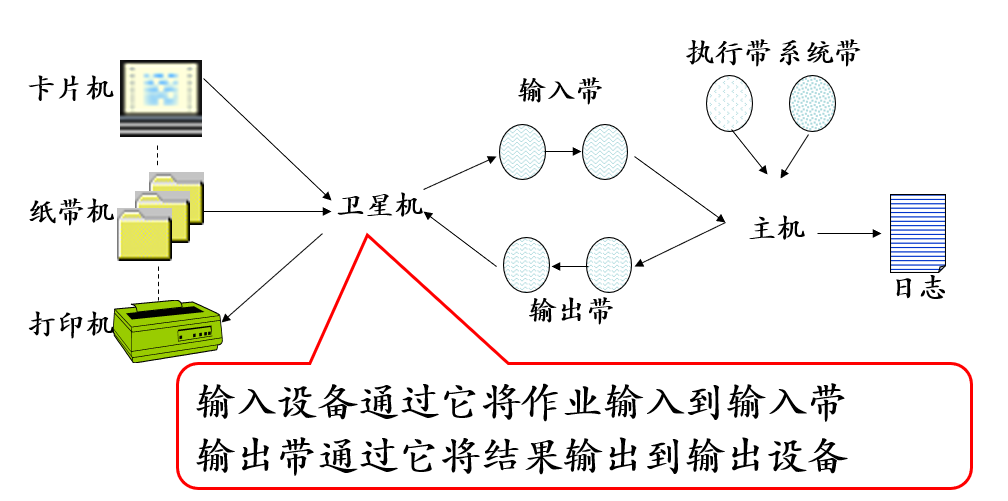 执行带 系统带
卡片机
输入带
纸带机
卫星机
主机
日志
输出带
打印机
输入设备通过它将作业输入到输入带
输出带通过它将结果输出到输出设备